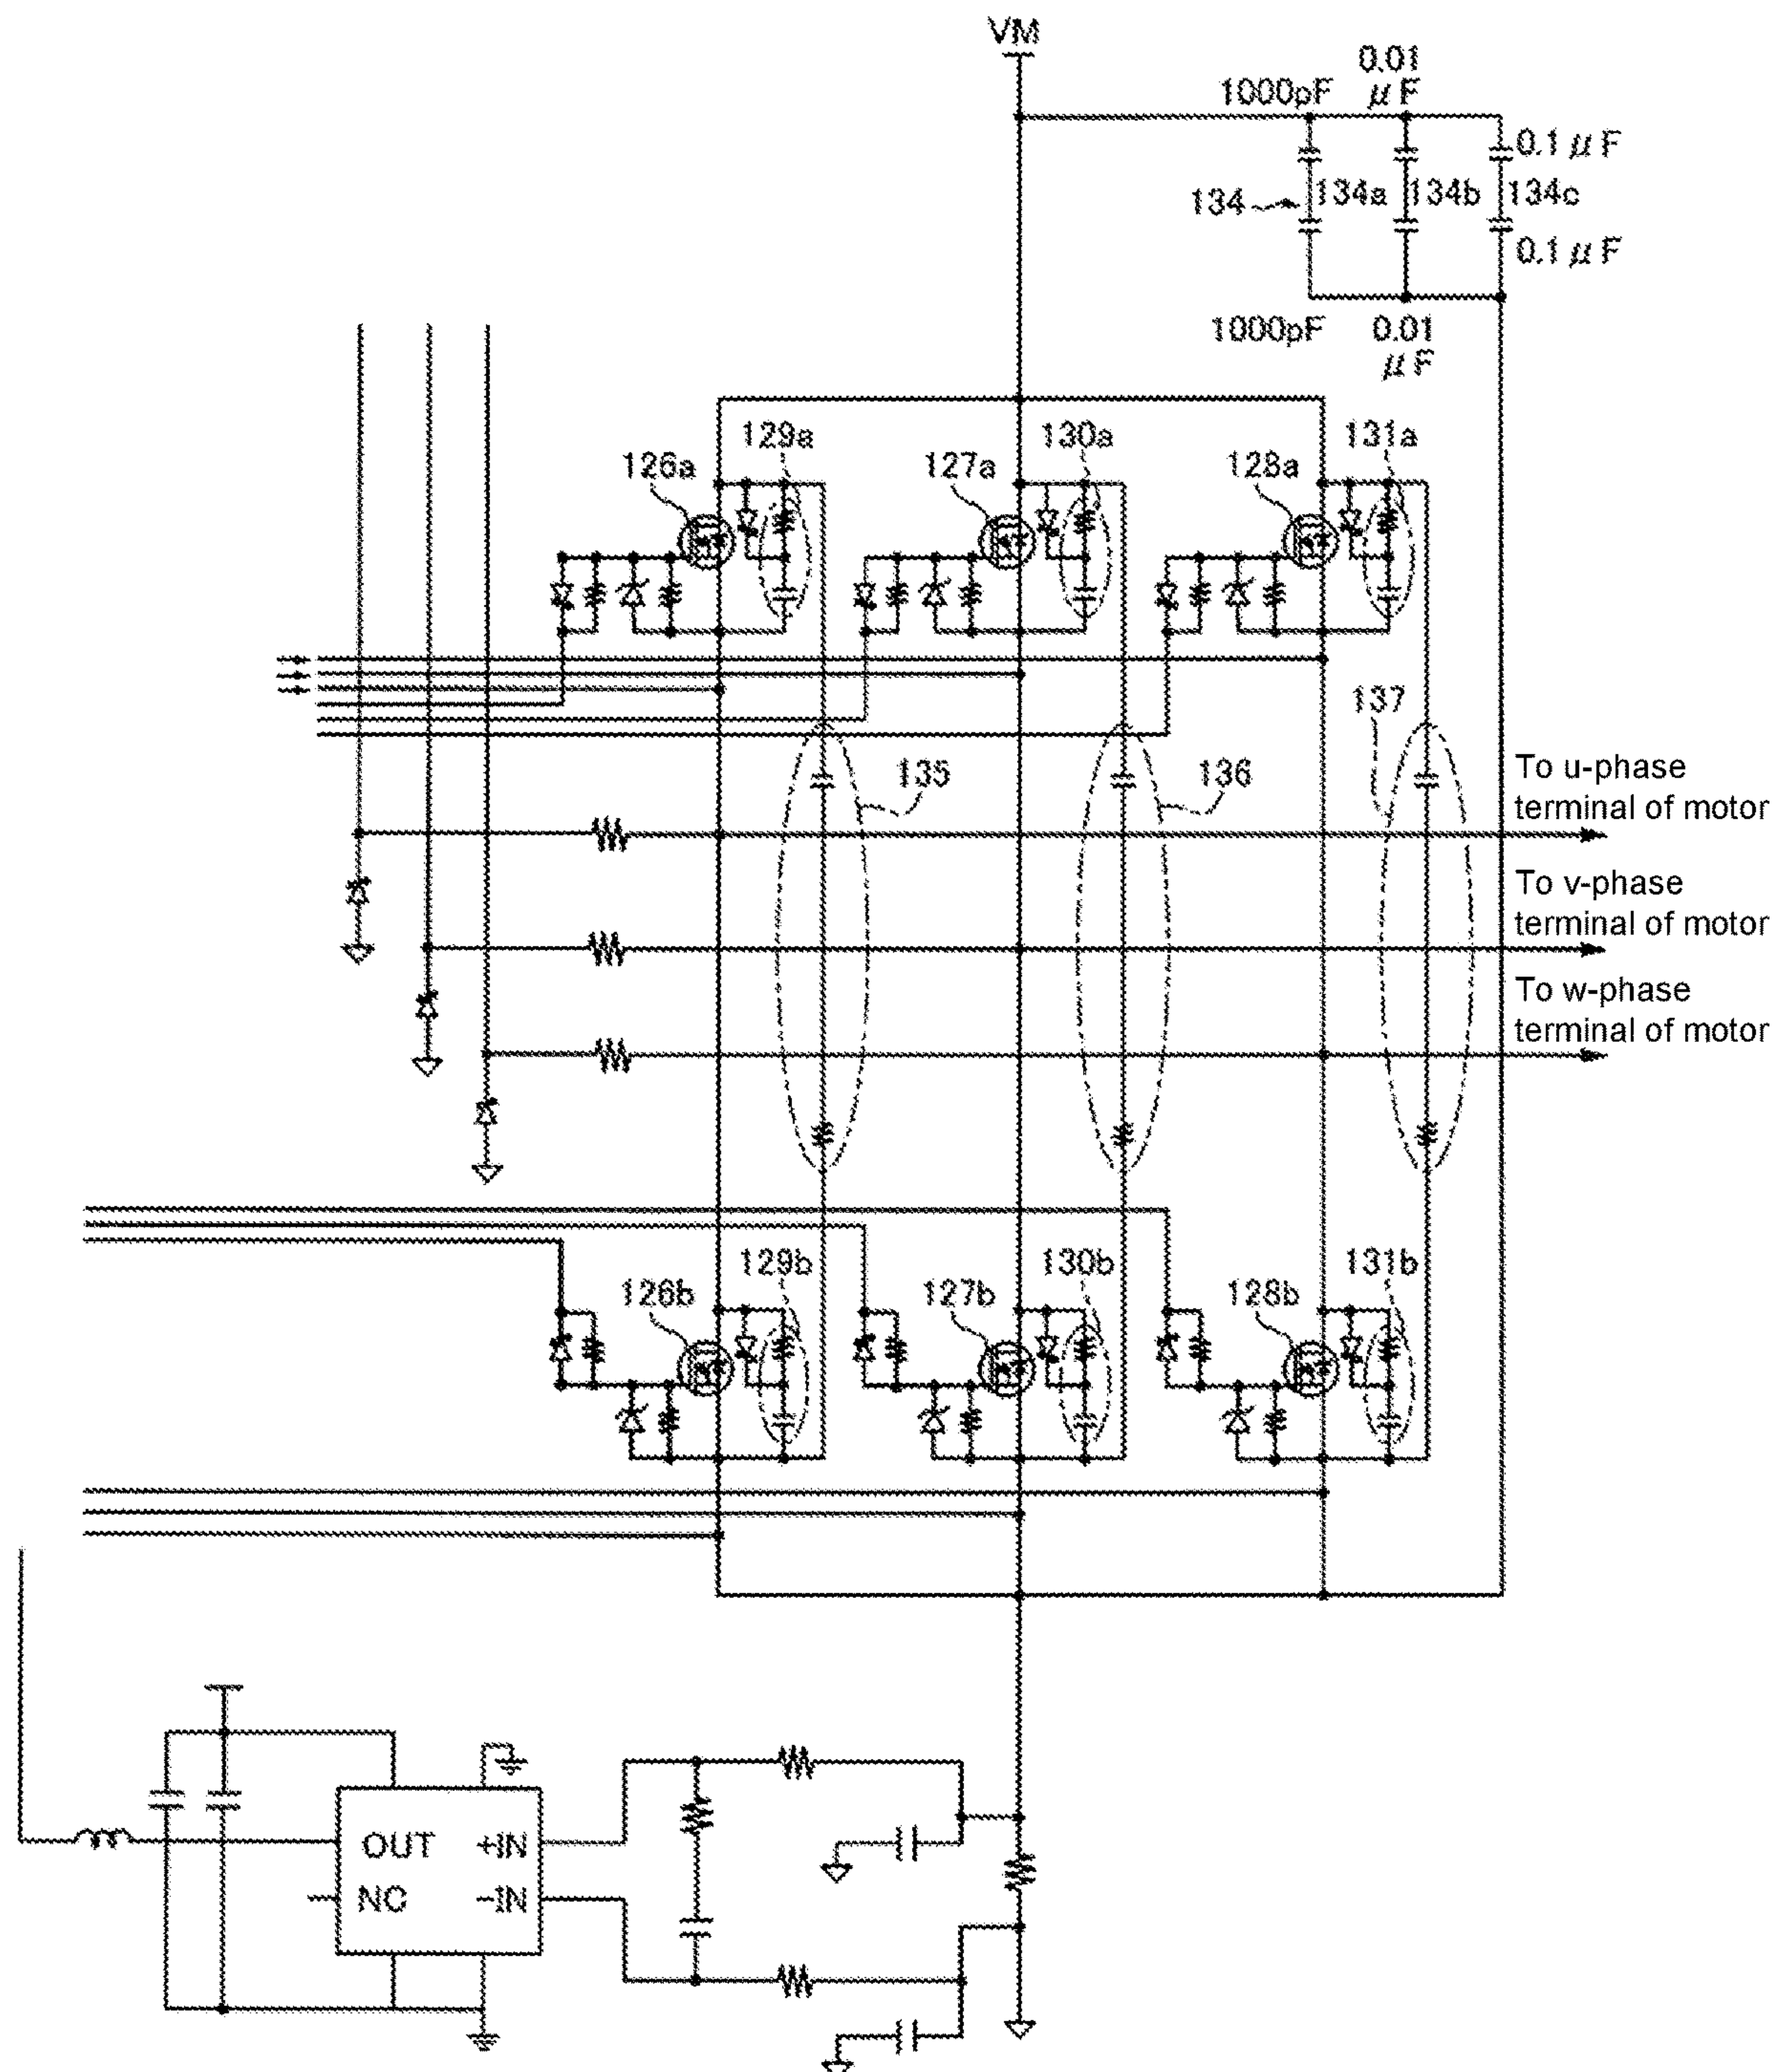 VM
0.01
1000pF
μF
0.1 μF
134
134a
134b
134c
0.1 μF
1000pF
0.01
μF
129a
130a
131a
126a
127a
128a
137
135
136
To u-phase
terminal of motor
To v-phase
terminal of motor
To w-phase
terminal of motor
129b
130b
131b
126b
127b
128b
OUT
+IN
NC
-IN